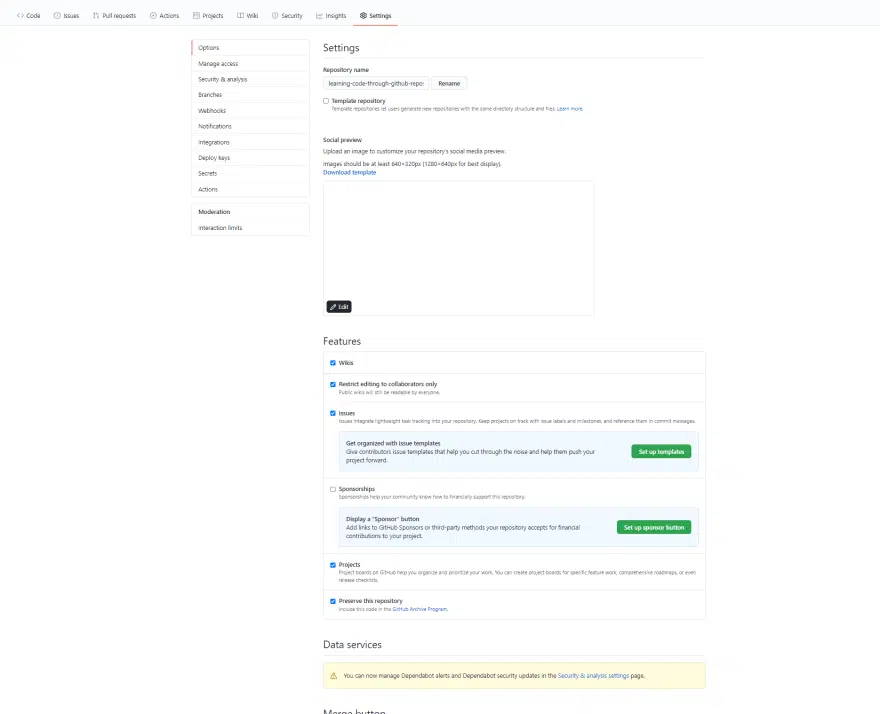 Code Issues Pull requests Actions Projects Wiki Security Insights Settings
Options
Manage access
Security & analysis
Branches
Webhooks
Notifications
Integrations
Deploy keys
Secrets
Actions
Moderation
Interaction limits
Settings
Repository name
learning-code-through-github-repo: Rename
Template repository
Template repositories let users generate new repositories with the same directory structure and files. Learn more.
Social preview
Upload an image to customize your repository's social media preview.
Images should be at least 640×320px (1280×640px for best display).
Download template
Edit
Features
Wikis
Restrict editing to collaborators only
Public wikis will still be readable by everyone.
Issues
Issues integrate lightweight task tracking into your repository. Keep projects on track with issue labels and milestones, and reference them in commit messages.
Get organized with issue templates
Give contributors issue templates that help you cut through the noise and help them push your
project forward.
Set up templates
Sponsorships
Sponsorships help your community know how to financially support this repository.
Display a "Sponsor" button
Add links to GitHub Sponsors or third-party methods your repository accepts for financial
contributions to your project.
Set up sponsor button
Projects
Project boards on GitHub help you organize and prioritize your work. You can create project boards for specific feature work, comprehensive roadmaps, or even
release checklists.
Preserve this repository
Include this code in the GitHub Archive Program.
Data services
You can now manage Dependabot alerts and Dependabot security updates in the Security & analysis settings page.
Merge button